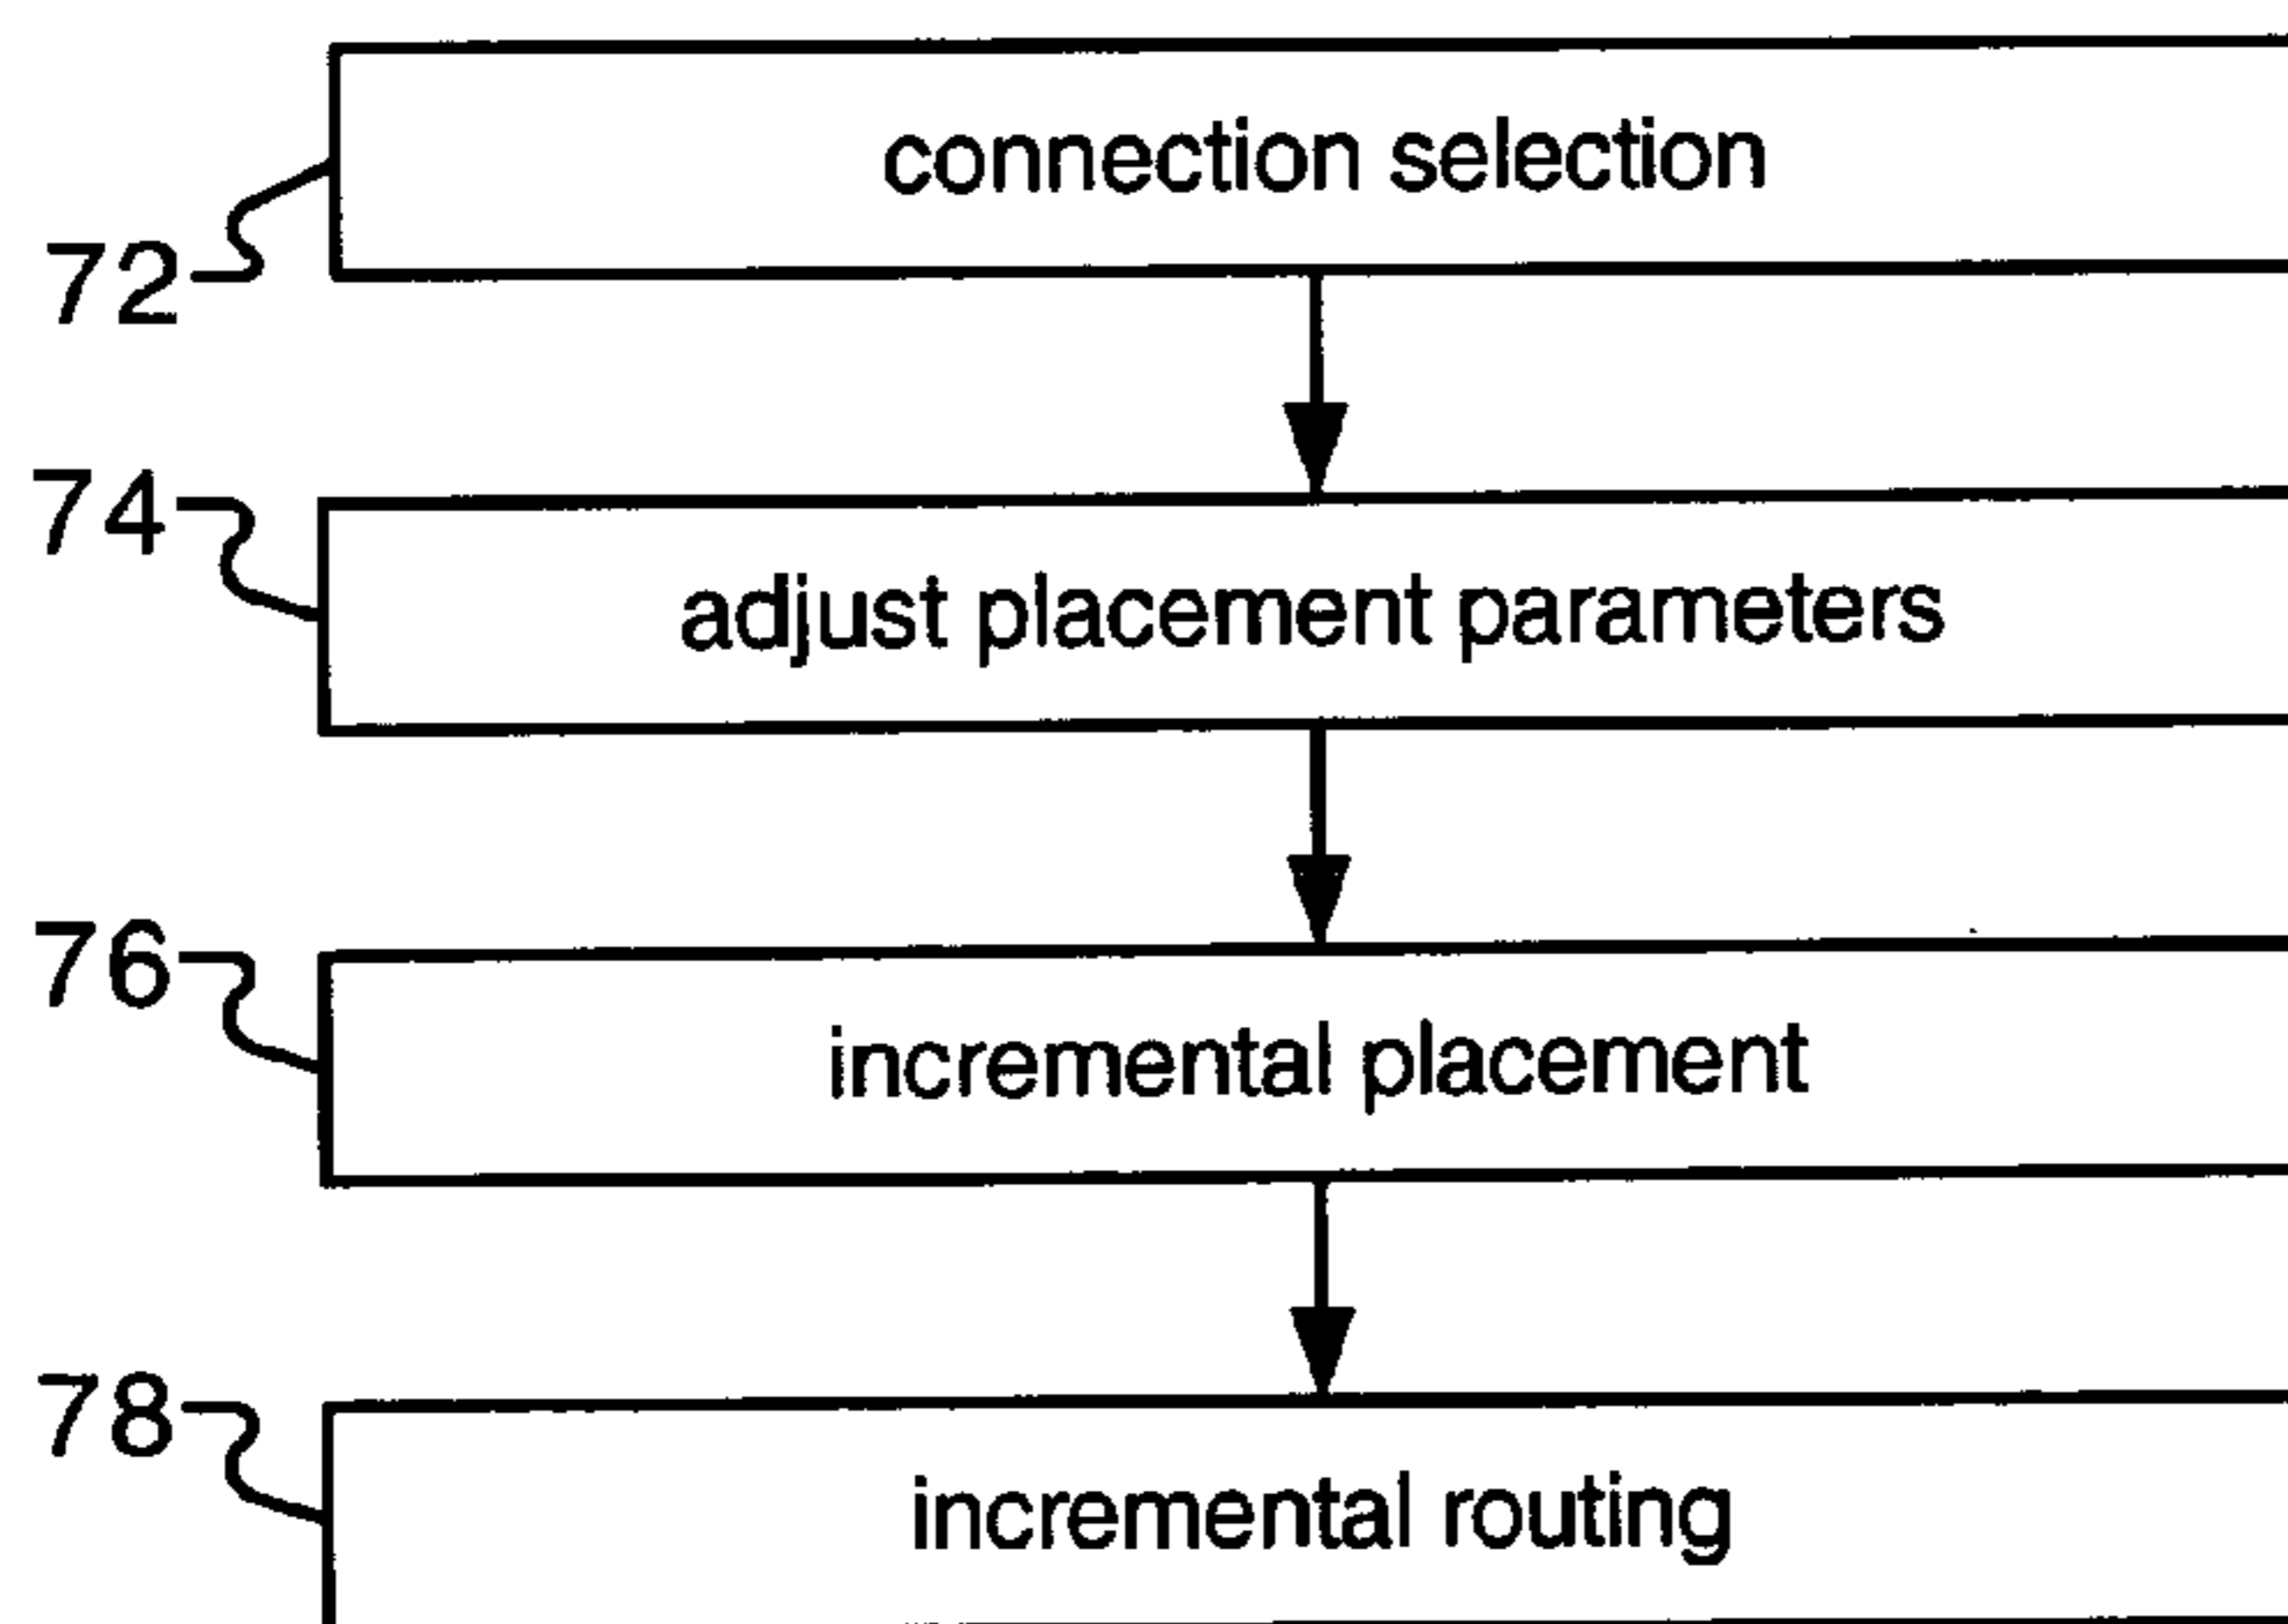 connection selection
72
74
adjust placement parameters
76
incremental placement
78
incremental routing